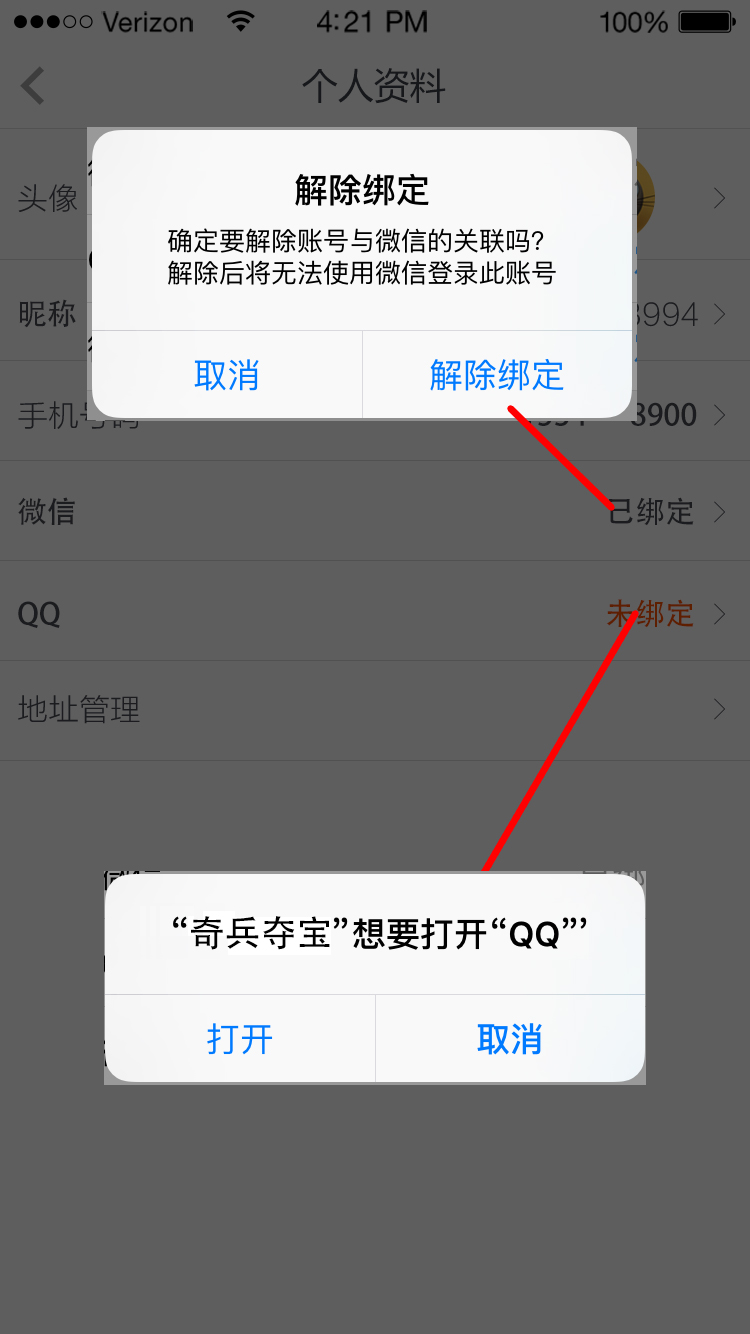 Verizon 4:21 PM 100%
个人资料
头像
解除绑定
确定要解除账号与微信的关联吗?
解除后将无法使用微信登录此账号
昵称 3994
取消 解除绑定
手机号码 8900
微信 已绑定
QQ 未绑定
地址管理
“奇兵夺宝”想要打开“QQ”’
打开 取消